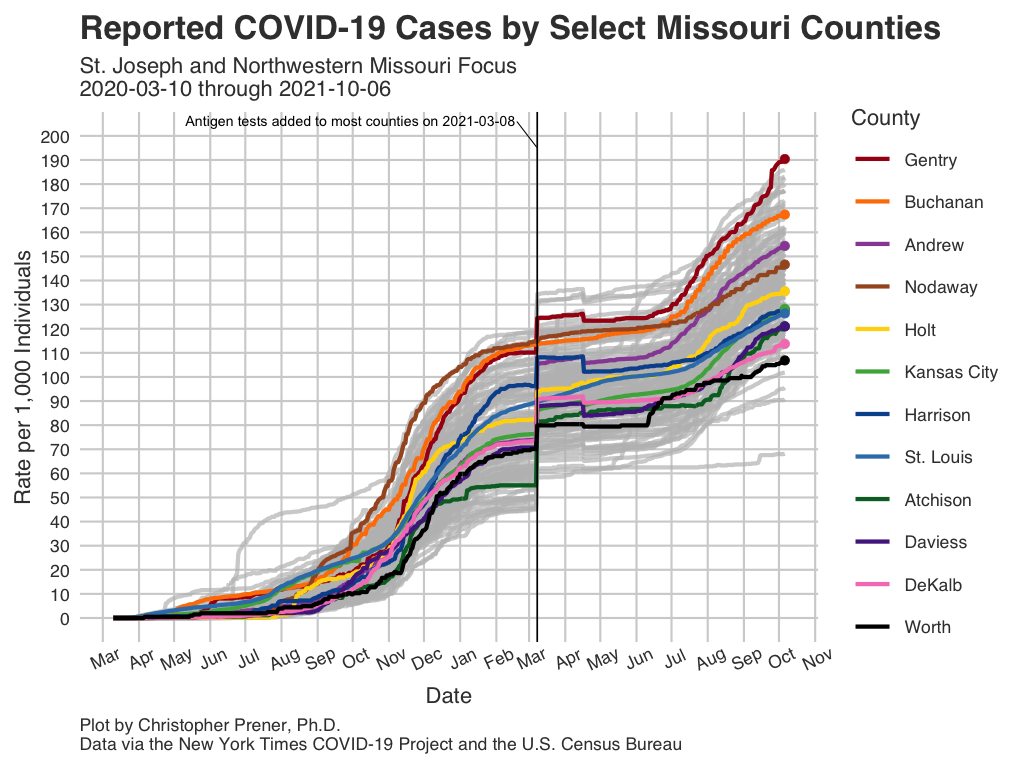 Reported COVID-19 Cases by Select Missouri Counties
St. Joseph and Northwestern Missouri Focus
2020-03-10 through 2021-10-06
Antigen tests added to most counties on 2021-03-08
Rate per 1,000 Individuals
200
190
180
170
160
150
140
130
120
110
100
90
80
70
60
50
40
30
20
10
0
Mar Apr May Jun Jul Aug Sep Oct Nov Dec Jan Feb Mar Apr May Jun Jul Aug Sep Oct Nov
Date
County
Gentry
Buchanan
Andrew
Nodaway
Holt
Kansas City
Harrison
St. Louis
Atchison
Daviess
DeKalb
Worth
Plot by Christopher Prener, Ph.D.
Data via the New York Times COVID-19 Project and the U.S. Census Bureau